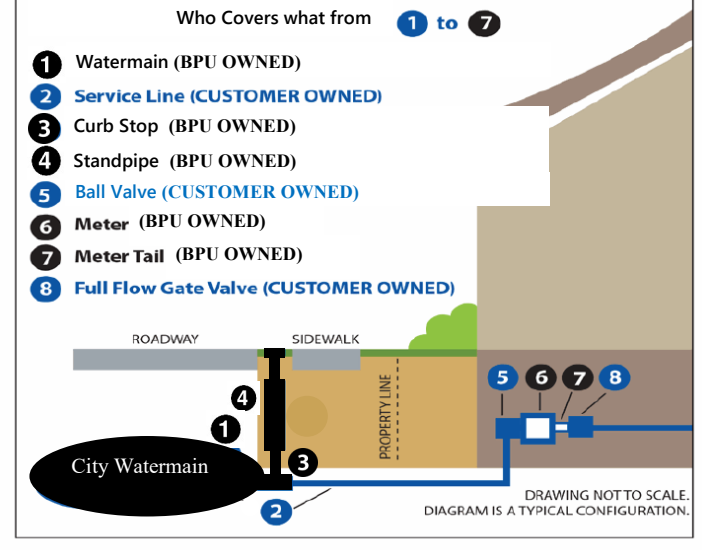 Who Covers what from 1 to 7
1 Watermain (BPU OWNED)
2 Service Line (CUSTOMER OWNED)
3 Curb Stop (BPU OWNED)
4 Standpipe (BPU OWNED)
5 Ball Valve (CUSTOMER OWNED)
6 Meter (BPU OWNED)
7 Meter Tail (BPU OWNED)
8 Full Flow Gate Valve (CUSTOMER OWNED)
ROADWAY SIDEWALK
5 6 7 8
4
PROPERTY LINE
1
City Watermain
3
2
DRAWING NOT TO SCALE.
DIAGRAM IS A TYPICAL CONFIGURATION.